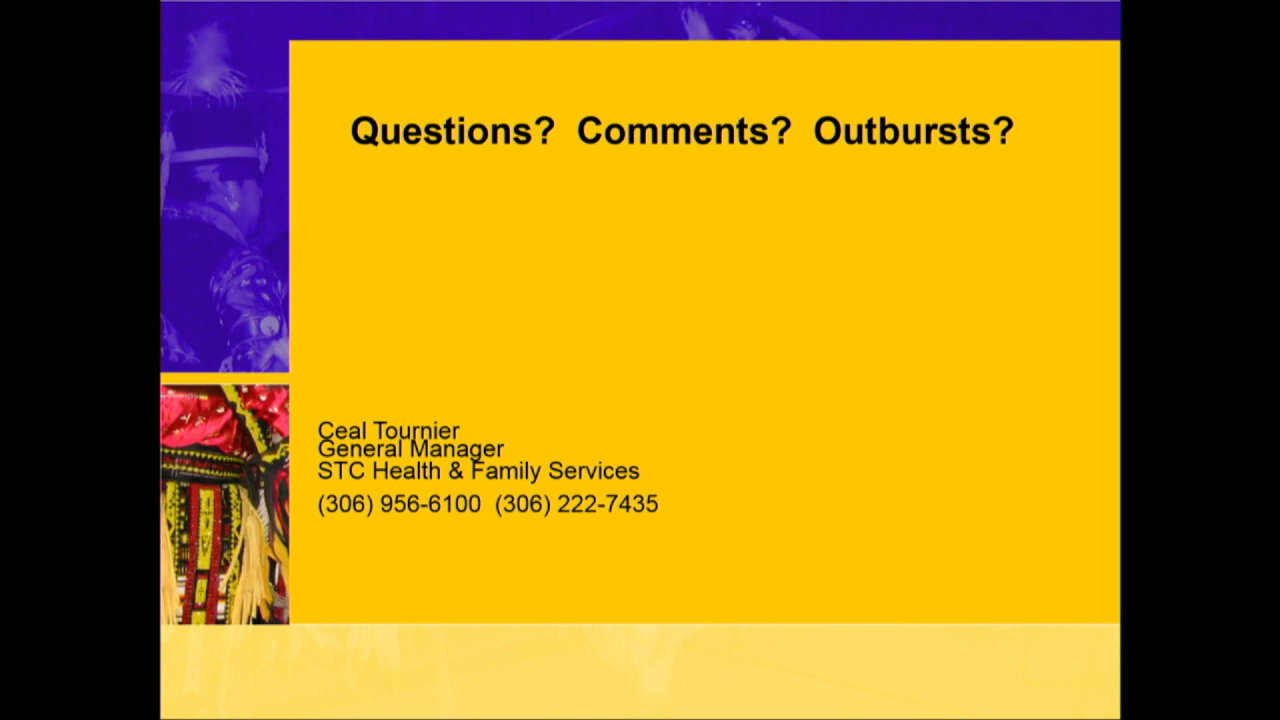 Questions? Comments? Outbursts?
Ceal Tournier
General Manager
STC Health & Family Services
(306) 956-6100 (306) 222-7435